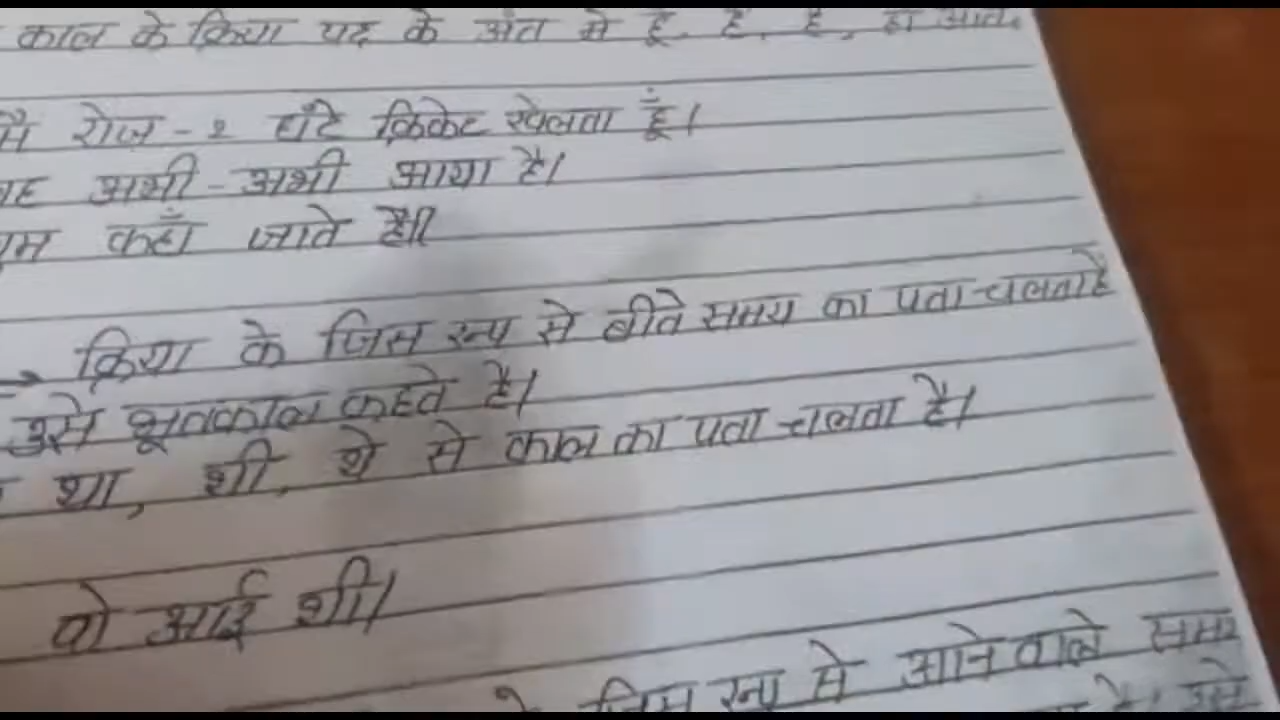 काल के क्रिया पद के अंत मे हूँ. है. है, हो
मै रोज - २ घंटे क्रिकेट खेलता हूँ।
वह अभी-अभी आया है।
तुम कहाँ जाते हो।
→ क्रिया के जिस रूप से बीते समय का पता चलता है
उसे भूतकाल कहते है।
था, थी, थे से काल का पता चलता है।
वो आई थी।
के जिस रूप से आने वाले समय
है। उसे